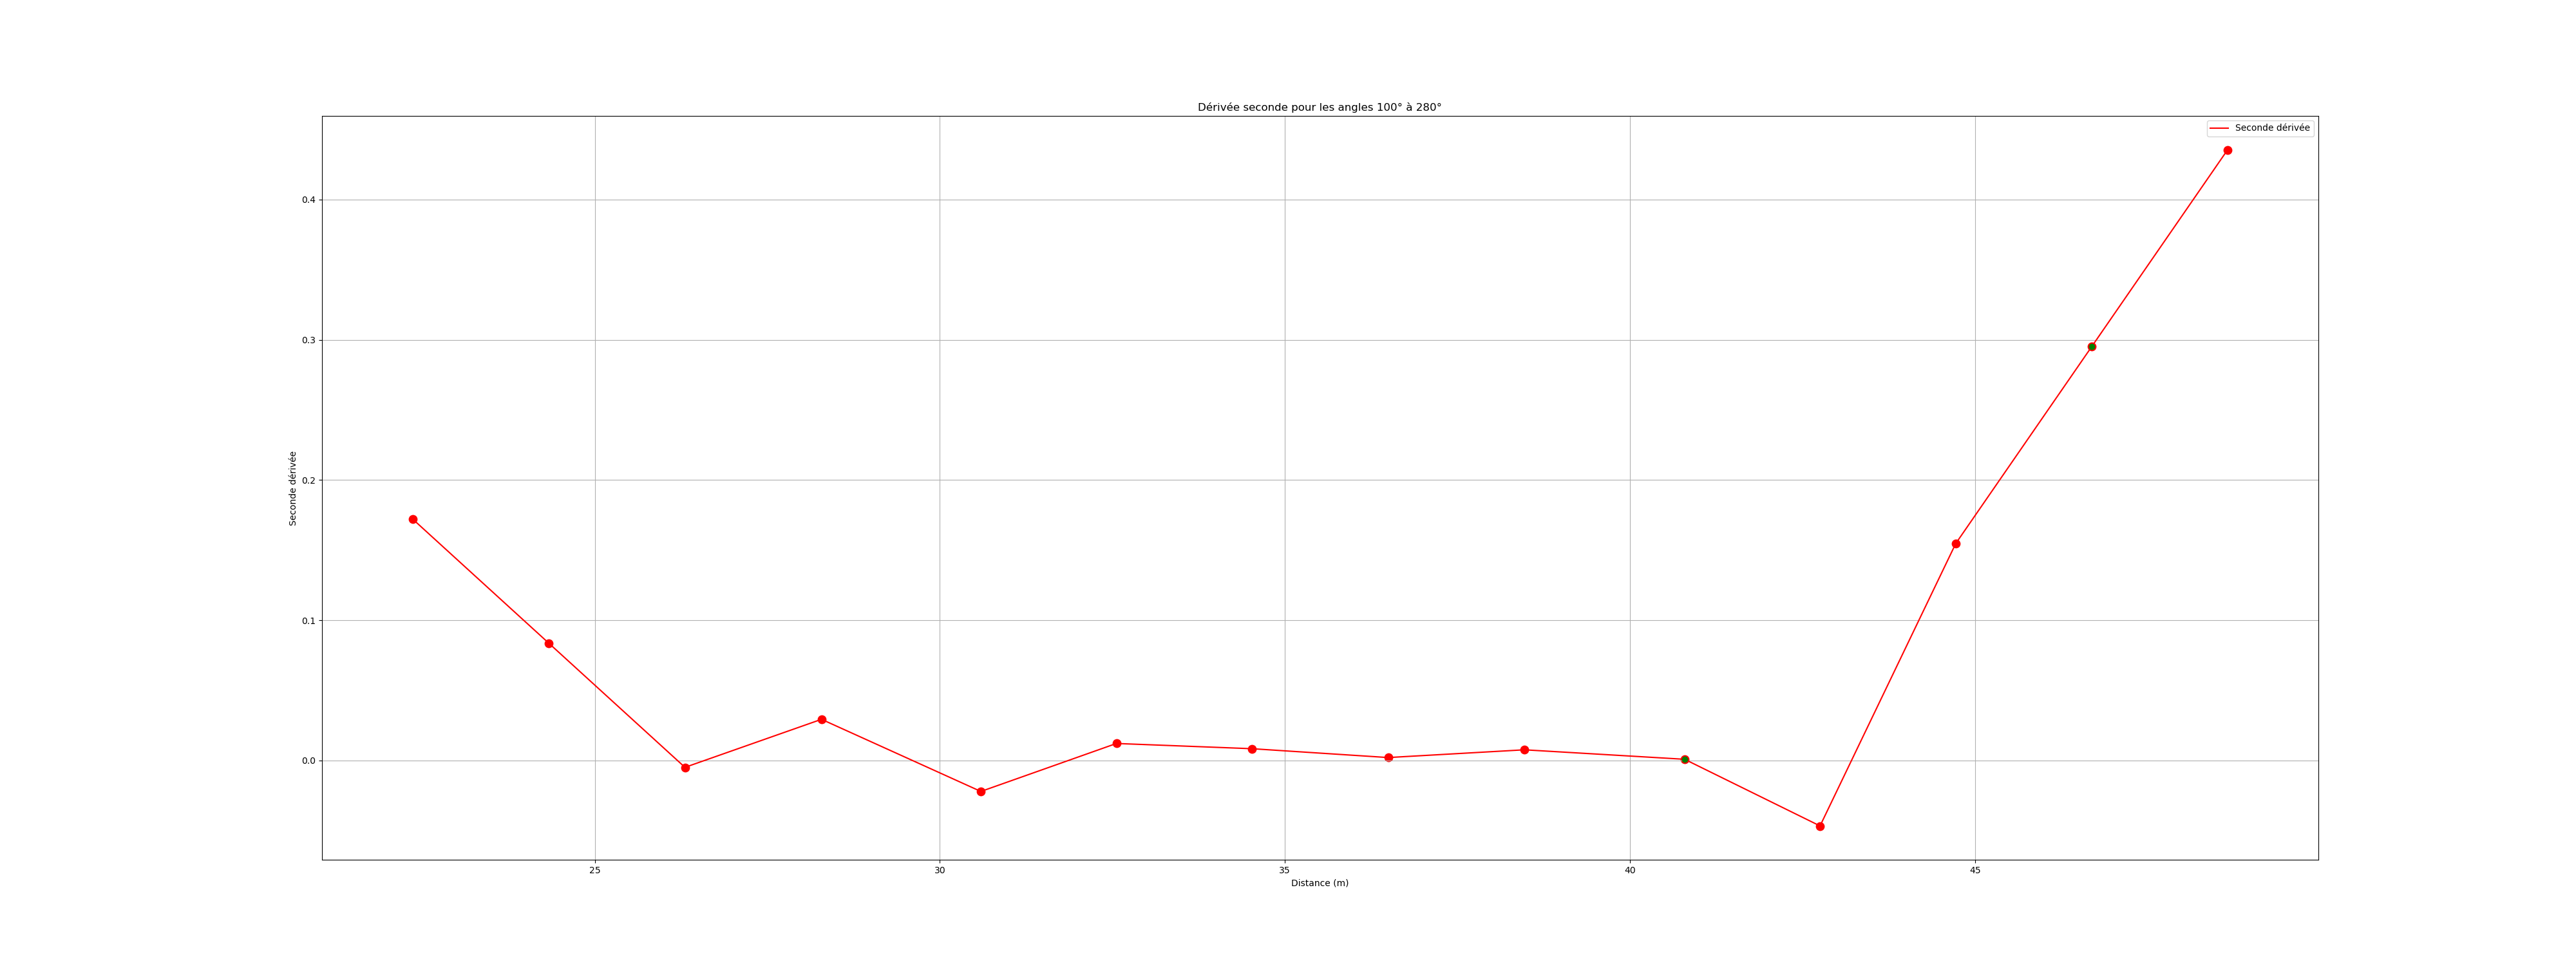 Dérivée seconde pour les angles 100° à 280°
Seconde dérivée
0.4
0.3
0.2
0.1
0.0
Seconde dérivée
25
30
35
40
45
Distance (m)